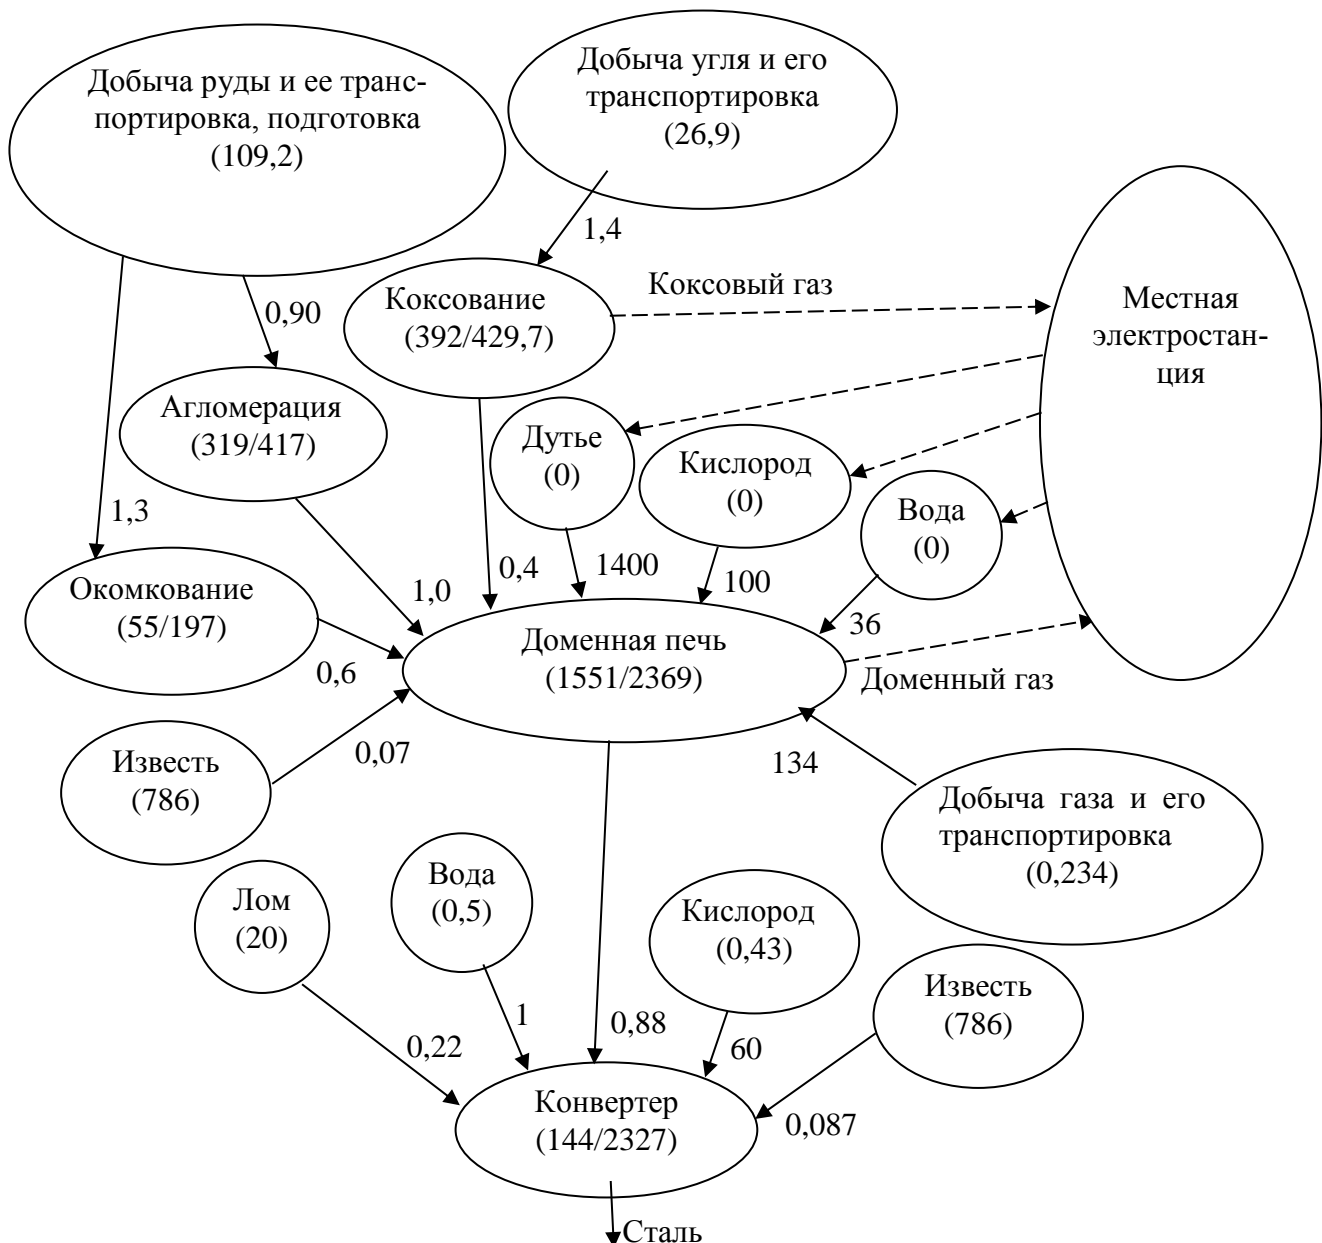 Добыча руды и ее транс-
портировка, подготовка
(109,2)
Добыча угля и его
транспортировка
(26,9)
1,4
Коксование
(392/429,7)
Коксовый газ
Местная
электростан-
ция
0,90
Агломерация
(319/417)
Дутье
(0)
Кислород
(0)
Вода
(0)
1,3
Окомкование
(55/197)
1,0
0,4
1400
100
36
0,6
Доменная печь
(1551/2369)
Доменный газ
Известь
(786)
0,07
134
Добыча газа и его
транспортировка
(0,234)
Лом
(20)
Вода
(0,5)
Кислород
(0,43)
Известь
(786)
0,22
1
0,88
60
0,087
Конвертер
(144/2327)
Сталь